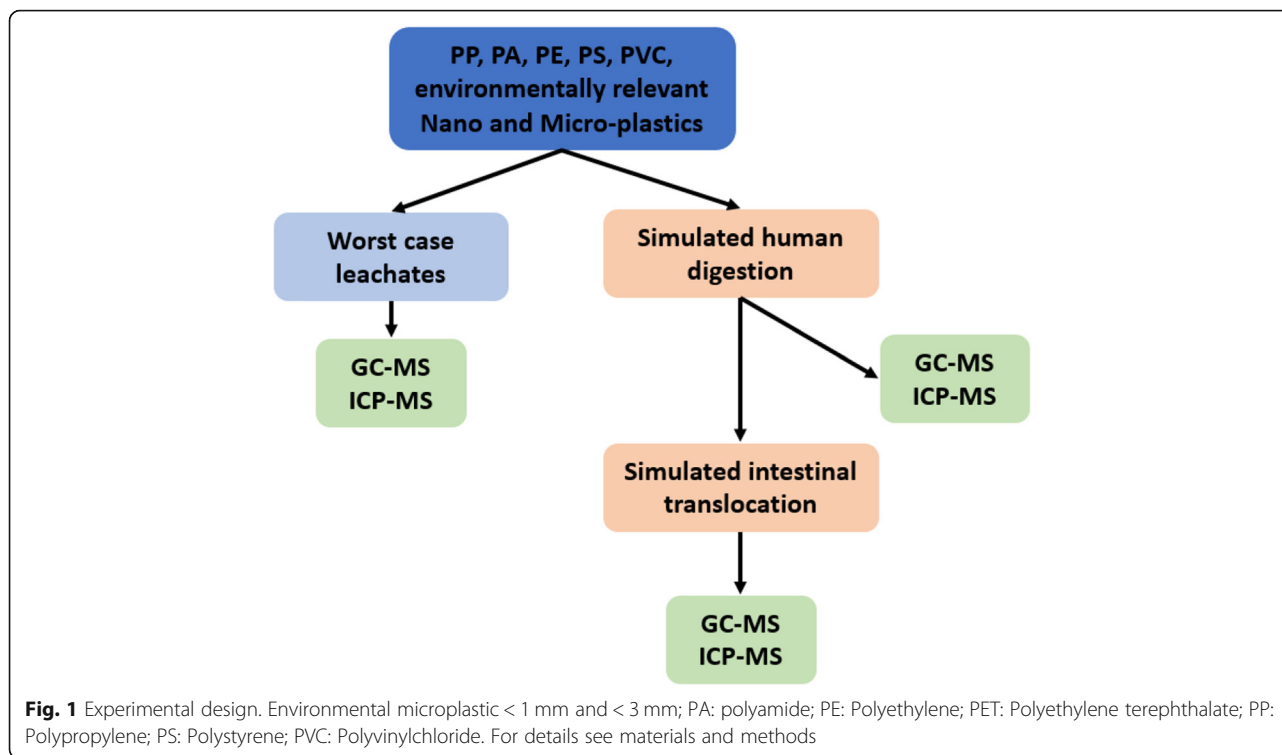 PP, PA, PE, PS, PVC,
environmentally relevant
Nano and Micro-plastics
Worst case
leachates
Simulated human
digestion
GC-MS
ICP-MS
GC-MS
ICP-MS
Simulated intestinal
translocation
GC-MS
ICP-MS
Fig. 1 Experimental design. Environmental microplastic < 1 mm and < 3 mm; PA: polyamide; PE: Polyethylene; PET: Polyethylene terephthalate; PP:
Polypropylene; PS: Polystyrene; PVC: Polyvinylchloride. For details see materials and methods